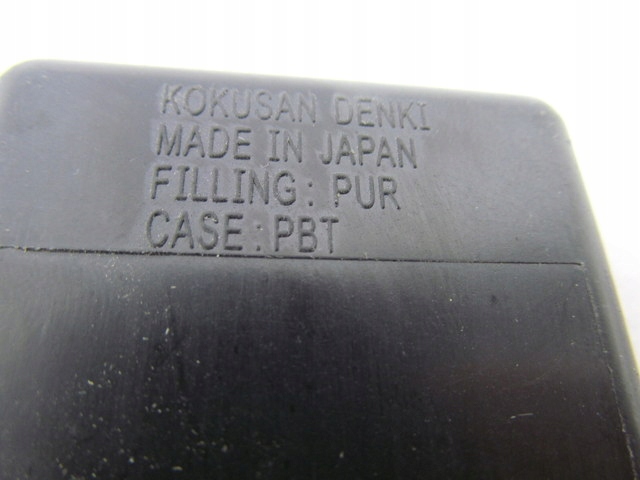 KOKUSAN DENKI
MADE IN JAPAN
FILLING : PUR
CASE : PBT